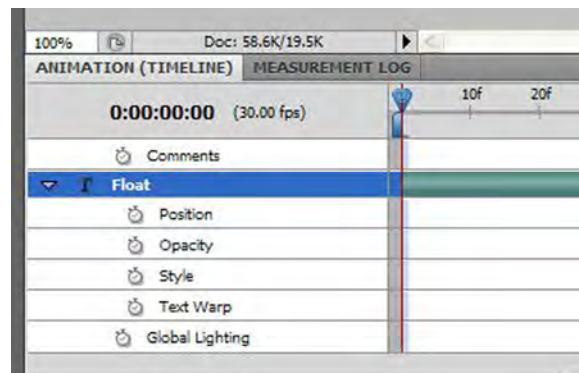 100% Doc: 58.6K/19.5K
ANIMATION (TIMELINE) MEASUREMENT LOG
0:00:00:00 (30.00 fps) 10f 20f
Comments
T Float
Position
Opacity
Style
Text Warp
Global Lighting